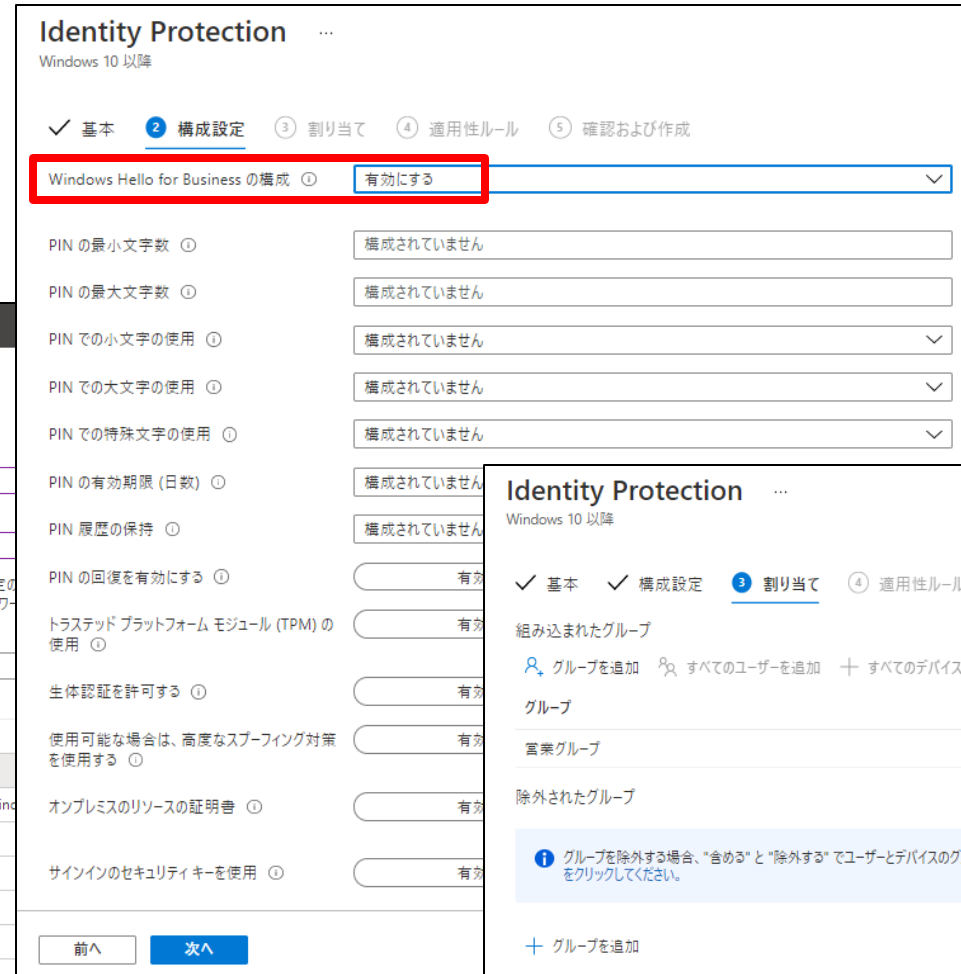 Identity Protection ...
Windows 10 以降
基本 2 構成設定 3 割り当て 4 適用性ルール 5 確認および作成
Windows Hello for Business の構成 有効にする
PIN の最小文字数 構成されていません
PIN の最大文字数 構成されていません
PIN での小文字の使用 構成されていません
PIN での大文字の使用 構成されていません
PIN での特殊文字の使用 構成されていません
PIN の有効期限 (日数) 構成されていません
PIN 履歴の保持 構成されていません
PIN の回復を有効にする 有効
トラステッド プラットフォーム モジュール (TPM) の
使用 有効
生体認証を許可する 有効
使用可能な場合は、高度なスプーフィング対策
を使用する 有効
オンプレミスのリソースの証明書 有効
サインインのセキュリティ キーを使用 有効
前へ 次へ
Identity Protection ...
Windows 10 以降
基本 構成設定 3 割り当て 4 適用性ルール
組み込まれたグループ
グループを追加 すべてのユーザーを追加 すべてのデバイス
グループ
営業グループ
除外されたグループ
グループを除外する場合、"含める" と "除外する" でユーザーとデバイスのグ
をクリックしてください。
グループを追加